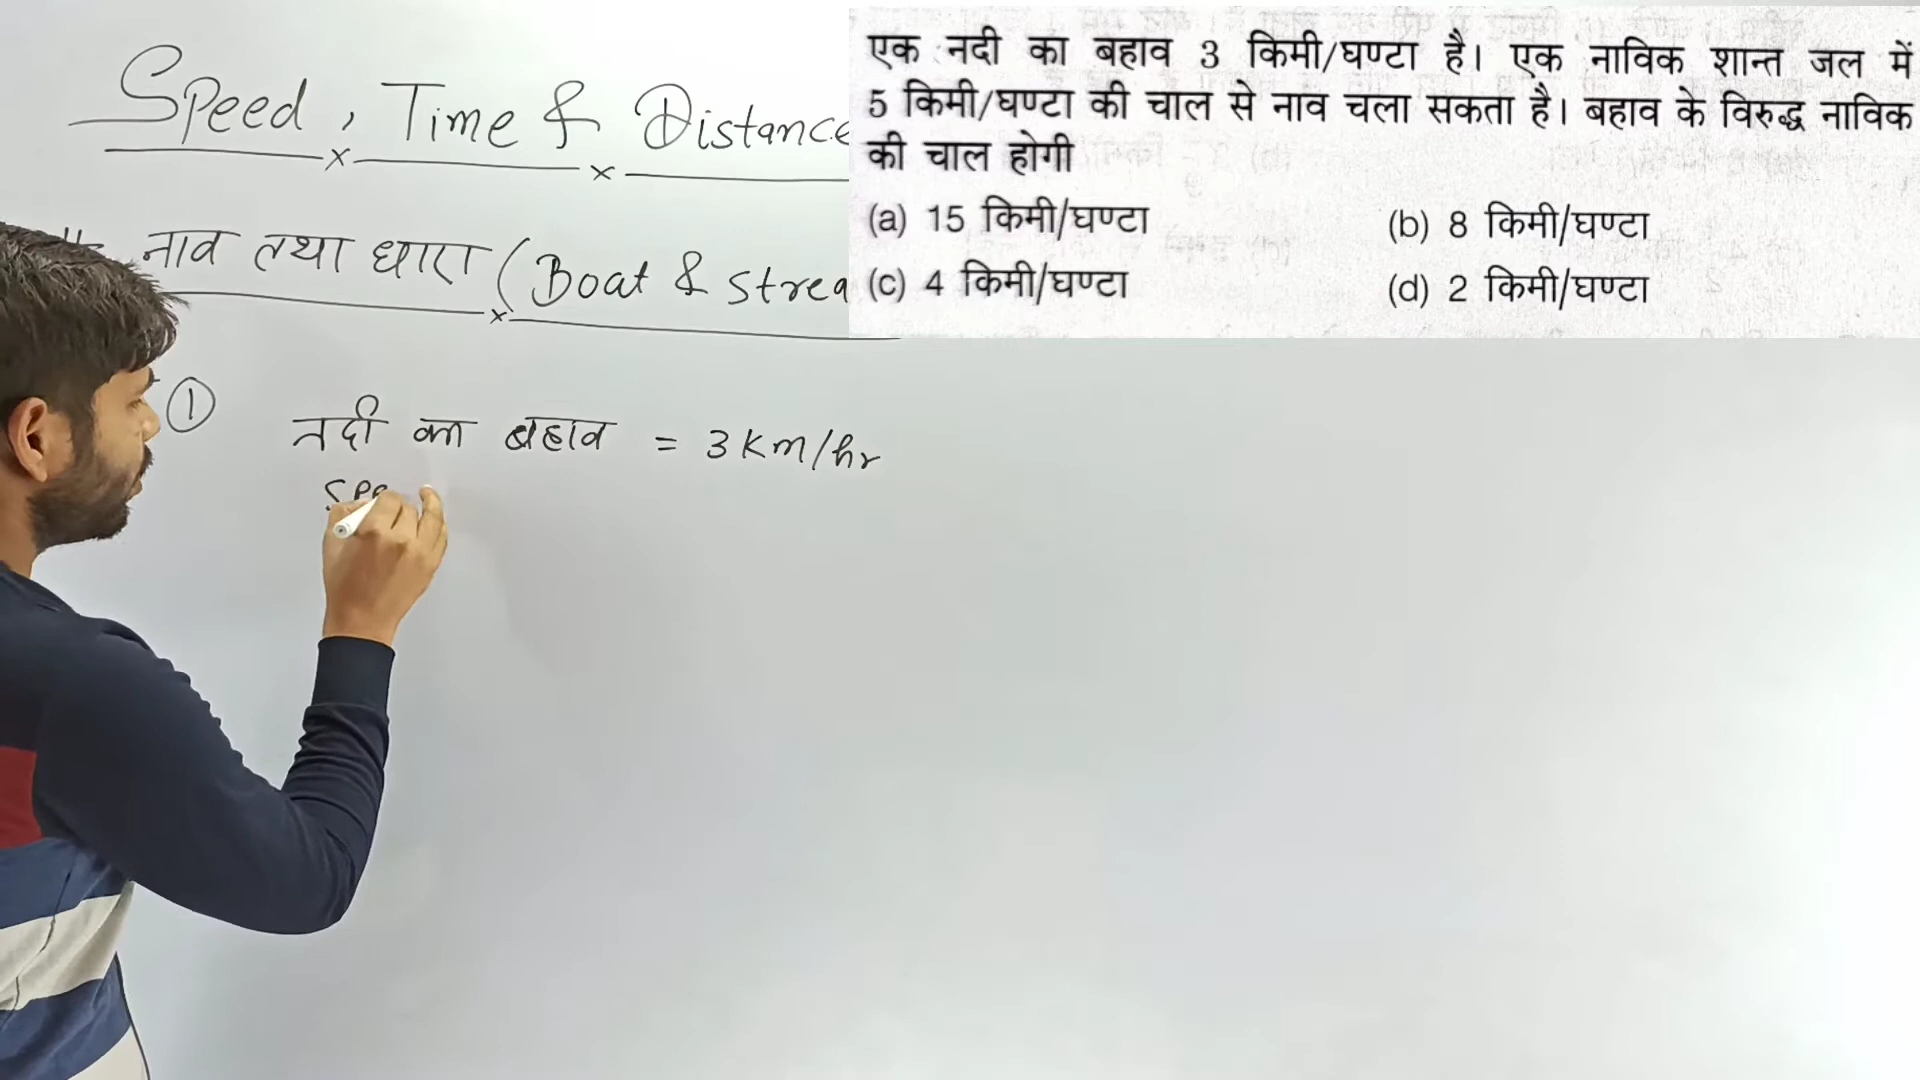 Speed, Time & Distance
नाव तथा धारा (Boat & Strea
एक नदी का बहाव 3 किमी/घण्टा है। एक नाविक शान्त जल में
5 किमी/घण्टा की चाल से नाव चला सकता है। बहाव के विरुद्ध नाविक
की चाल होगी
(a) 15 किमी/घण्टा (b) 8 किमी/घण्टा
(c) 4 किमी/घण्टा (d) 2 किमी/घण्टा
① नदी का बहाव = 3 Km/hr
Spe